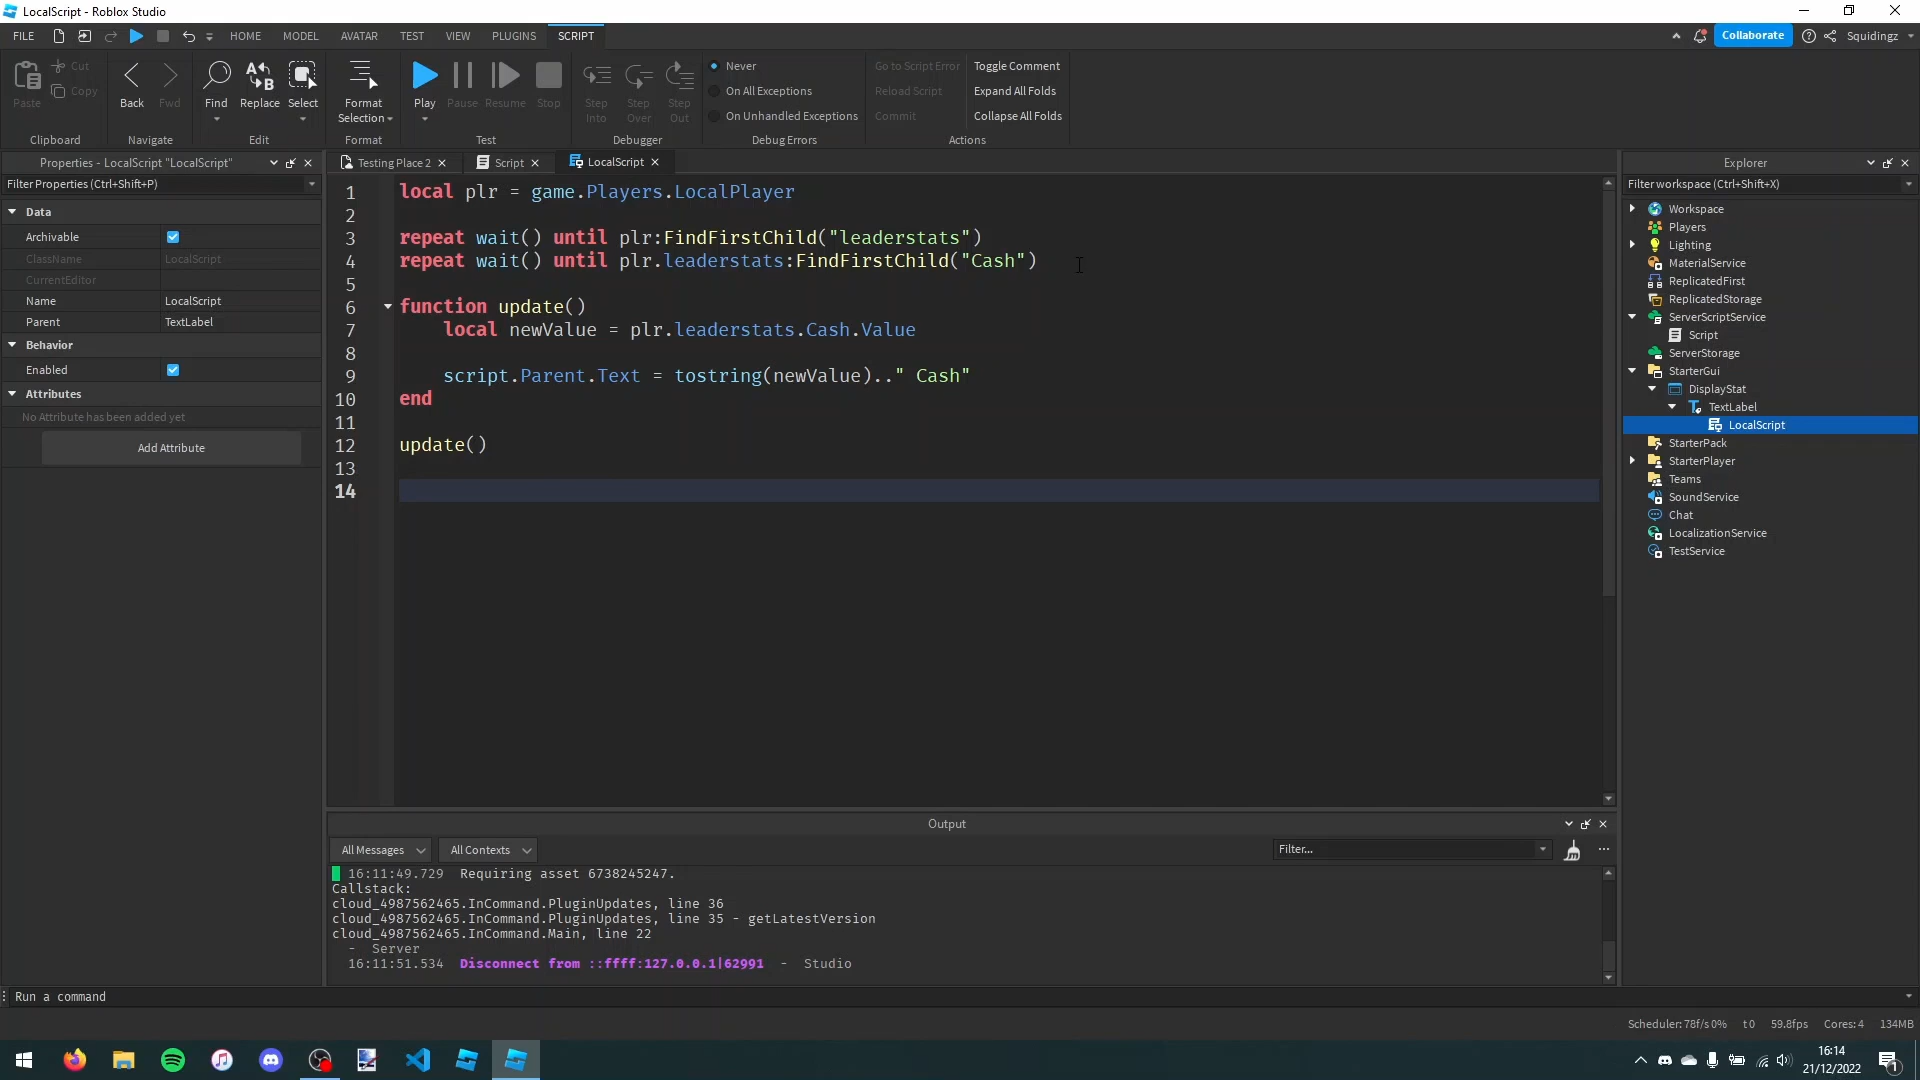 LocalScript - Roblox Studio
FILE HOME MODEL AVATAR TEST VIEW PLUGINS SCRIPT Collaborate Squidingz
Paste Cut Copy Clipboard
Back Fwd Navigate
Find Replace Select Edit
Format Selection Format
Play Pause Resume Stop Test
Step Into Step Over Step Out Debugger
Never
On All Exceptions
On Unhandled Exceptions
Debug Errors
Go to Script Error
Reload Script
Commit
Toggle Comment
Expand All Folds
Collapse All Folds
Actions
Properties - LocalScript "LocalScript"
Filter Properties (Ctrl+Shift+P)
Data
Archivable
ClassName LocalScript
CurrentEditor
Name LocalScript
Parent TextLabel
Behavior
Enabled
Attributes
No Attribute has been added yet
Add Attribute
Testing Place 2 Script LocalScript
1 local plr = game.Players.LocalPlayer
2
3 repeat wait() until plr:FindFirstChild("leaderstats")
4 repeat wait() until plr.leaderstats:FindFirstChild("Cash")
5
6 function update()
7 local newValue = plr.leaderstats.Cash.Value
8
9 script.Parent.Text = tostring(newValue).." Cash"
10 end
11
12 update()
13
14
Output
All Messages All Contexts Filter...
16:11:49.729 Requiring asset 6738245247.
Callstack:
cloud_4987562465.InCommand.PluginUpdates, line 36
cloud_4987562465.InCommand.PluginUpdates, line 35 - getLatestVersion
cloud_4987562465.InCommand.Main, line 22
- Server
16:11:51.534 Disconnect from ::ffff:127.0.0.1|62991 - Studio
Explorer
Filter workspace (Ctrl+Shift+X)
Workspace
Players
Lighting
MaterialService
ReplicatedFirst
ReplicatedStorage
ServerScriptService
Script
ServerStorage
StarterGui
DisplayStat
TextLabel
LocalScript
StarterPack
StarterPlayer
Teams
SoundService
Chat
LocalizationService
TestService
Run a command
Scheduler: 78f/s 0% t 0 59.8fps Cores: 4 134MB
16:14
21/12/2022
1